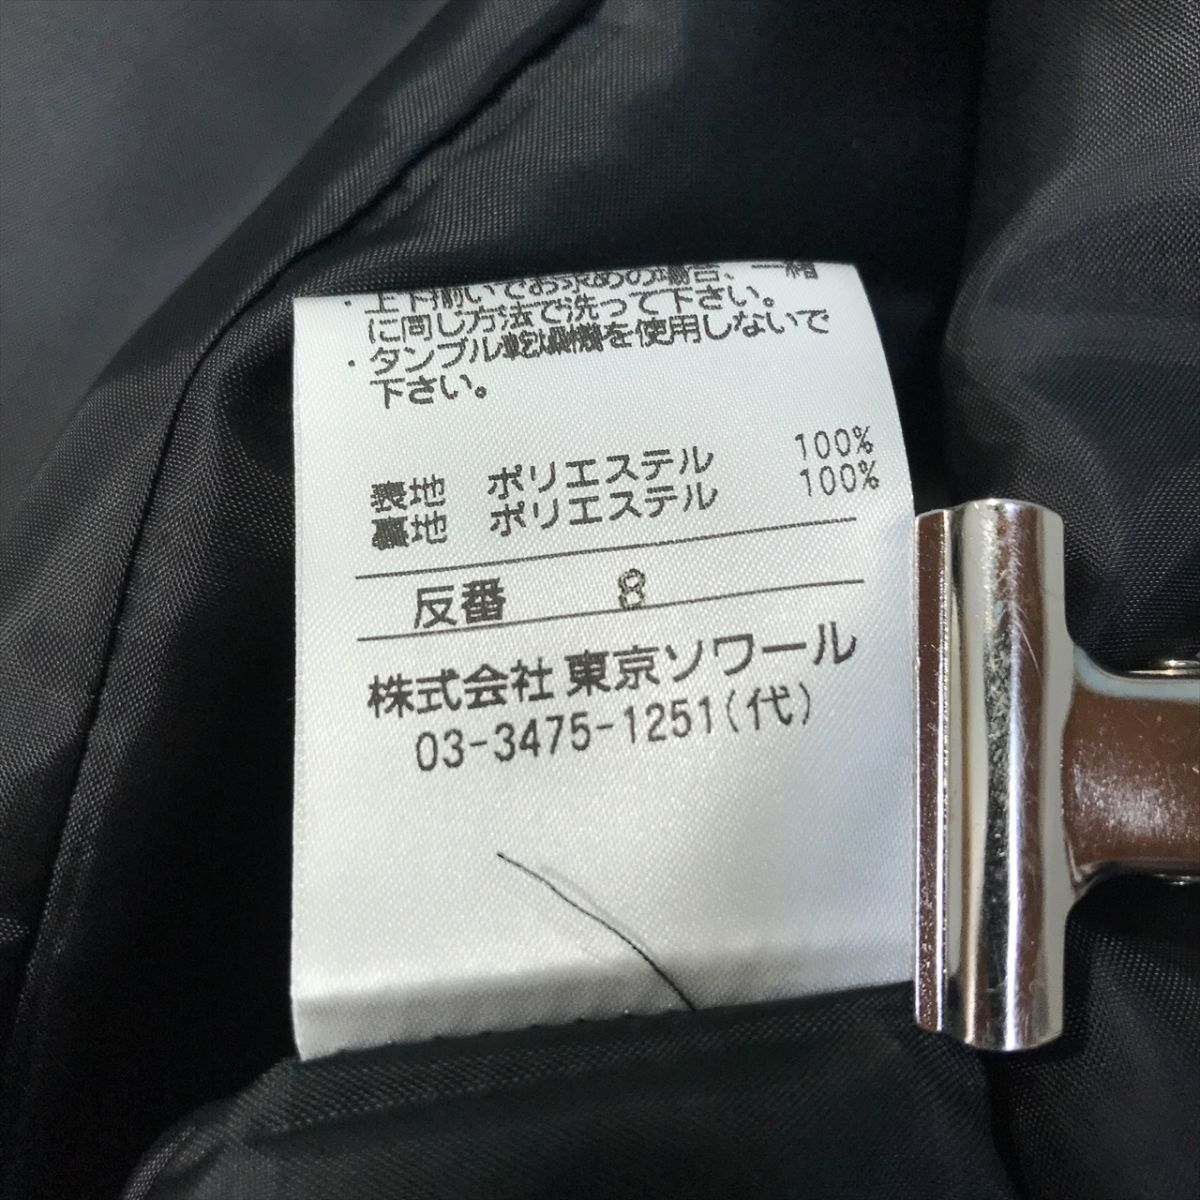 ・上下揃いでお求めの場合、一緒
に同じ方法で洗って下さい。
・タンブル乾燥機を使用しないで
下さい。
表地 ポリエステル 100%
裏地 ポリエステル 100%
反番 8
株式会社 東京ソワール
03-3475-1251(代)